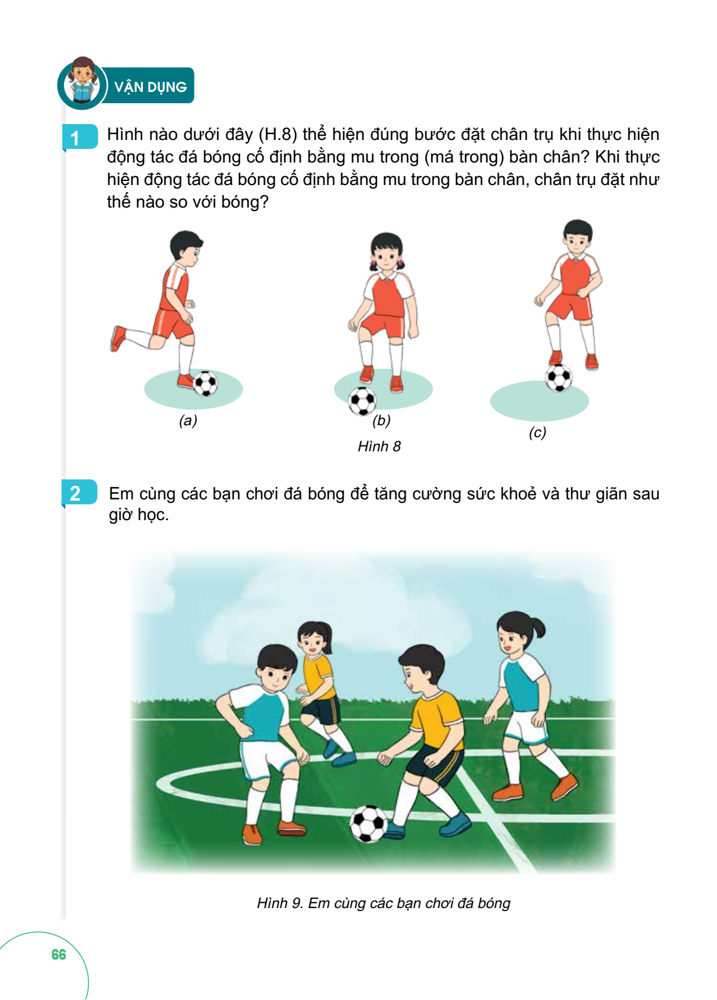 VẬN DỤNG
1
Hình nào dưới đây (H.8) thể hiện đúng bước đặt chân trụ khi thực hiện
động tác đá bóng cố định bằng mu trong (má trong) bàn chân? Khi thực
hiện động tác đá bóng cố định bằng mu trong bàn chân, chân trụ đặt như
thế nào so với bóng?
(a)
(b)
(c)
Hình 8
2
Em cùng các bạn chơi đá bóng để tăng cường sức khoẻ và thư giãn sau
giờ học.
Hình 9. Em cùng các bạn chơi đá bóng
66